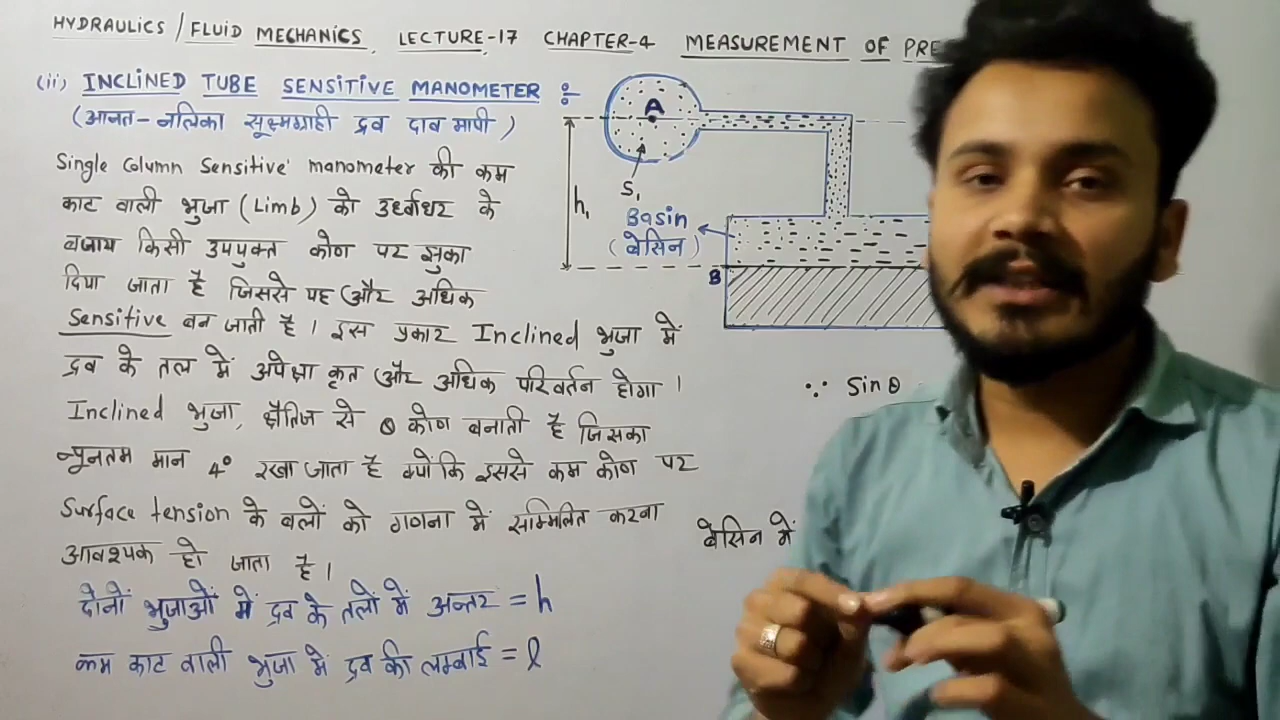 HYDRAULICS / FLUID MECHANICS, LECTURE-17 CHAPTER-4 MEASUREMENT OF PRE
(ii) INCLINED TUBE SENSITIVE MANOMETER :-
(आनत-नलिका सूक्ष्मग्राही द्रव दाबमापी)
Single Column Sensitive manometer की कम
काट वाली भुजा (Limb) को उर्ध्वाधर के
बजाय किसी उपयुक्त कोण पर झुका
दिया जाता है जिससे यह और अधिक
Sensitive बन जाती है। इस प्रकार Inclined भुजा में
द्रव के तल में अपेक्षा कृत और अधिक परिवर्तन होगा।
Inclined भुजा, क्षैतिज से θ कोण बनाती है जिसका
न्यूनतम मान 4° रखा जाता है क्योंकि इससे कम कोण पर
Surface tension के बलों को गणना में सम्मिलित करना
आवश्यक हो जाता है।
दोनों भुजाओं में द्रव के तलों में अन्तर = h
कम काट वाली भुजा में द्रव की लम्बाई = l
A
S₁
h₁
Basin
(बेसिन)
B
∵ Sin θ
बेसिन में